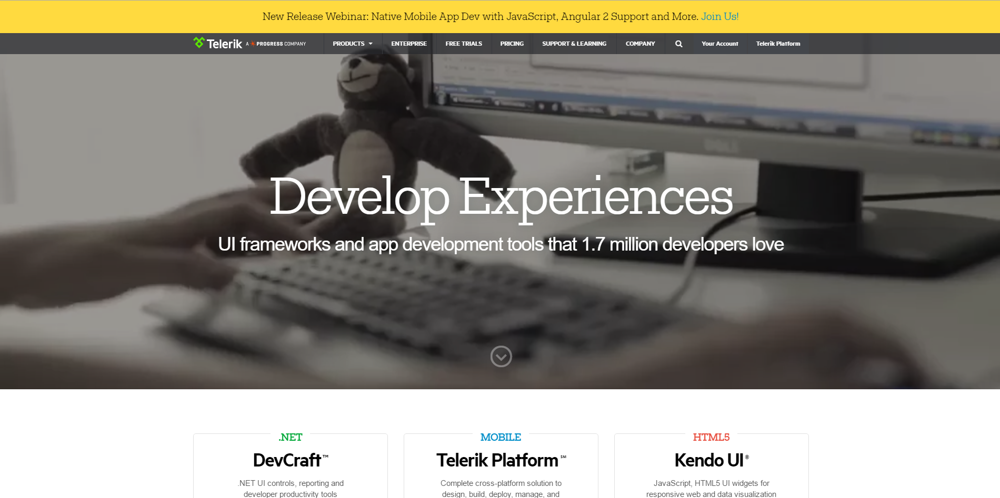 New Release Webinar: Native Mobile App Dev with JavaScript, Angular 2 Support and More. Join Us!
Telerik A PROGRESS COMPANY PRODUCTS ENTERPRISE FREE TRIALS PRICING SUPPORT & LEARNING COMPANY Your Account Telerik Platform
DELL
Develop Experiences
UI frameworks and app development tools that 1.7 million developers love
.NET
DevCraft™
.NET UI controls, reporting and
developer productivity tools
MOBILE
Telerik Platform℠
Complete cross-platform solution to
design, build, deploy, manage, and
HTML5
Kendo UI®
JavaScript, HTML5 UI widgets for
responsive web and data visualization